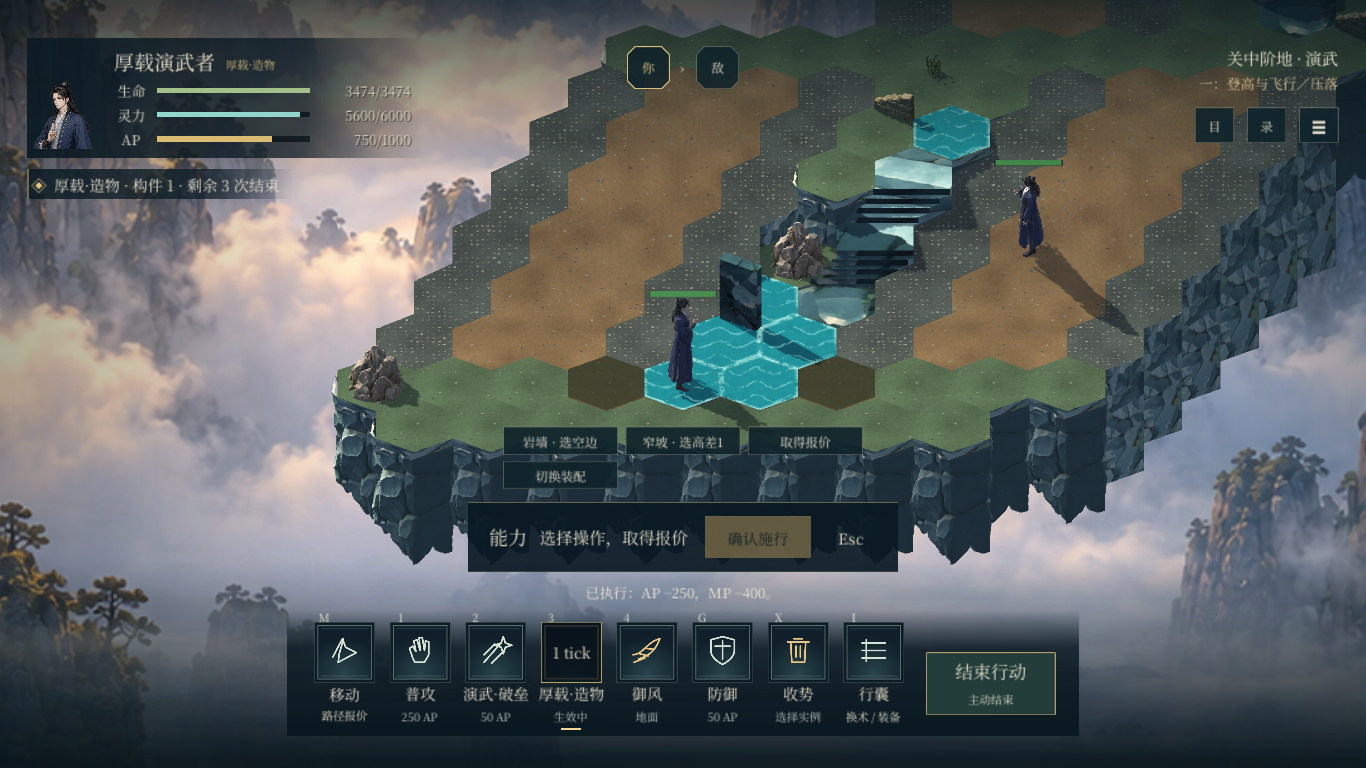 厚载演武者 厚载·造物
生命 3474/3474
灵力 5600/6000
AP 750/1000
厚载·造物 · 构件 1 · 剩余 3 次结束
你 › 敌
关中阶地 · 演武
一: 登高与飞行／压落
目 录 ☰
岩墙 · 选空边 窄坡 · 选高差1 取得报价
切换装配
能力 选择操作, 取得报价 确认施行 Esc
已执行: AP −250, MP −400。
M 1 2 3 4 G X I
1 tick
移动 普攻 演武·破垒 厚载·造物 御风 防御 收势 行囊
路径报价 250 AP 50 AP 生效中 地面 50 AP 选择实例 换术 / 装备
结束行动
主动结束